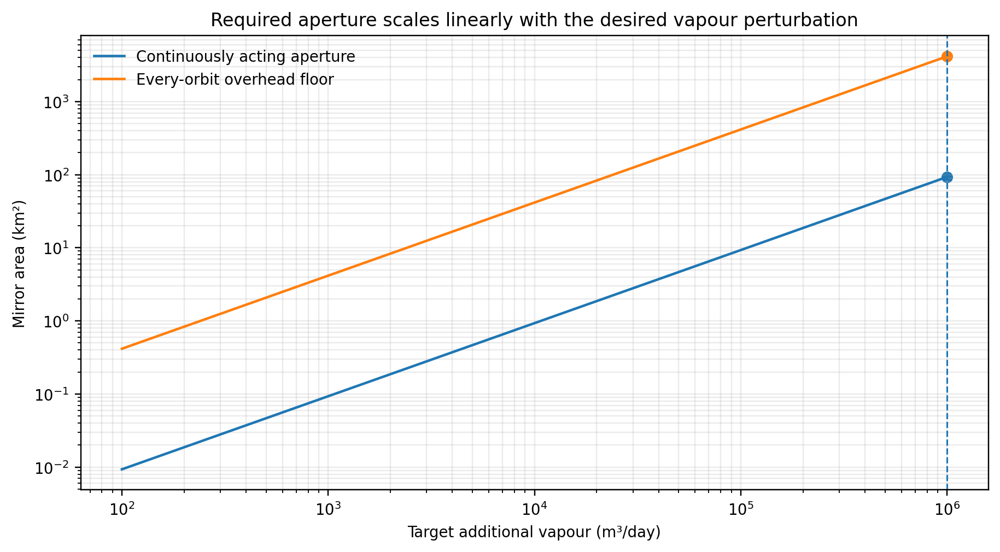 Required aperture scales linearly with the desired vapour perturbation
Continuously acting aperture
Every-orbit overhead floor
Mirror area (km²)
10³
10²
10¹
10⁰
10⁻¹
10⁻²
10² 10³ 10⁴ 10⁵ 10⁶
Target additional vapour (m³/day)